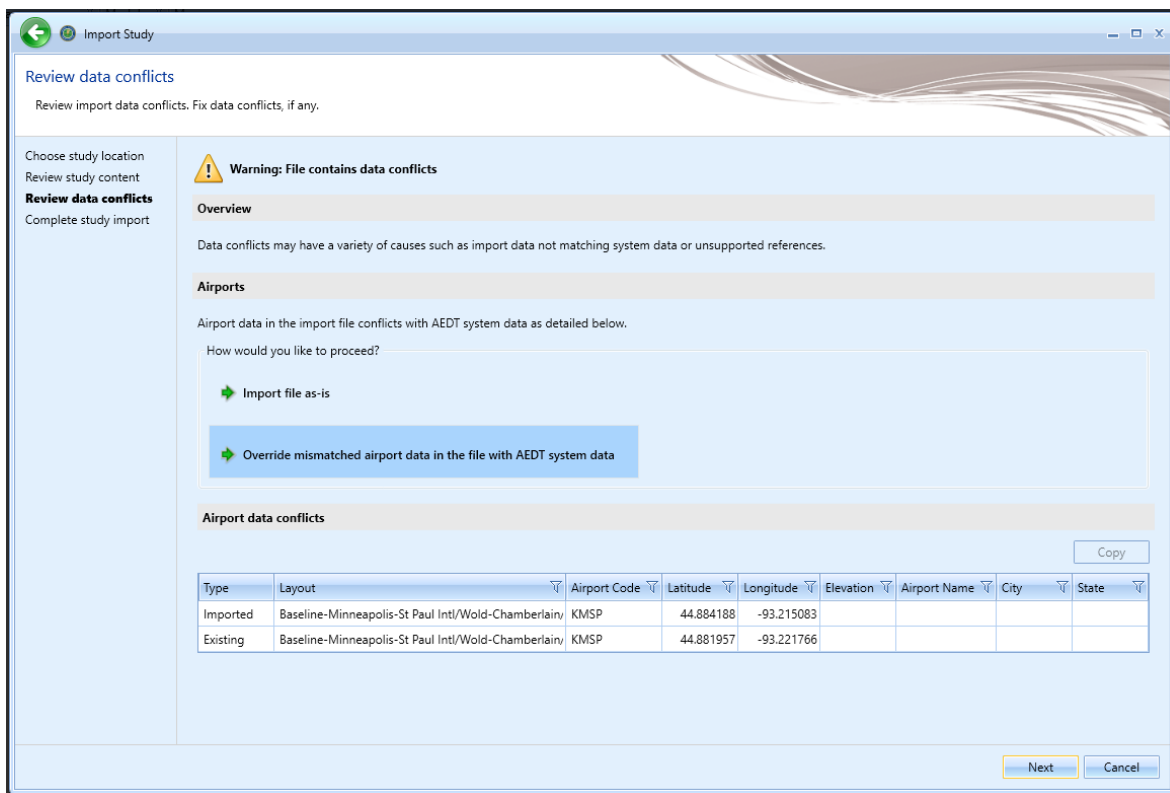 Import Study
Review data conflicts
Review import data conflicts. Fix data conflicts, if any.
Choose study location
Review study content
Review data conflicts
Complete study import
Warning: File contains data conflicts
Overview
Data conflicts may have a variety of causes such as import data not matching system data or unsupported references.
Airports
Airport data in the import file conflicts with AEDT system data as detailed below.
How would you like to proceed?
Import file as-is
Override mismatched airport data in the file with AEDT system data
Airport data conflicts
Copy
Type Layout Airport Code Latitude Longitude Elevation Airport Name City State
Imported Baseline-Minneapolis-St Paul Intl/Wold-Chamberlain/ KMSP 44.884188 -93.215083
Existing Baseline-Minneapolis-St Paul Intl/Wold-Chamberlain/ KMSP 44.881957 -93.221766
Next Cancel